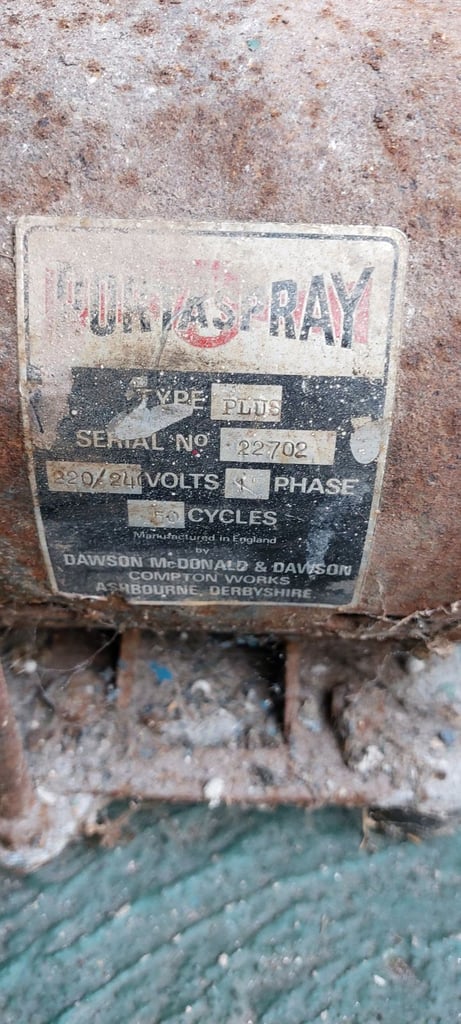 PORTASPRAY
TYPE PLUS
SERIAL No 22702
220/240 VOLTS 1 PHASE
50 CYCLES
Manufactured in England
by
DAWSON McDONALD & DAWSON
COMPTON WORKS
ASHBOURNE, DERBYSHIRE